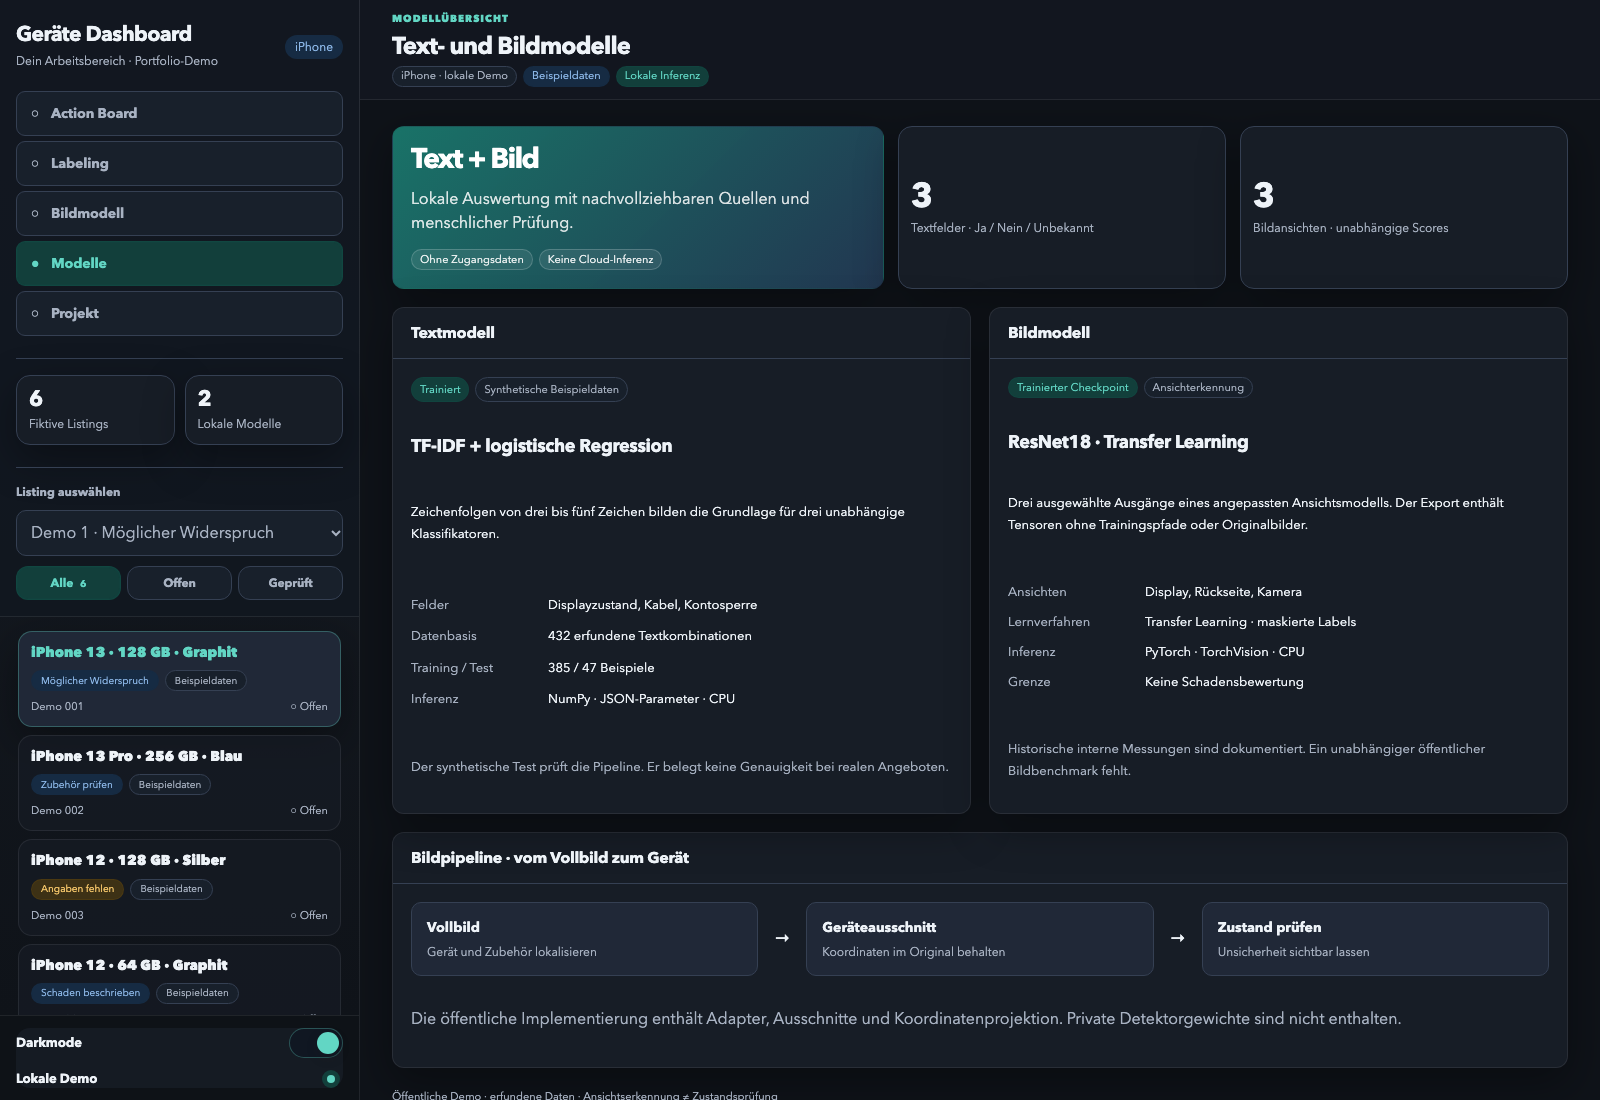 Geräte Dashboard
Dein Arbeitsbereich · Portfolio-Demo
iPhone
Action Board
Labeling
Bildmodell
Modelle
Projekt
6
Fiktive Listings
2
Lokale Modelle
Listing auswählen
Demo 1 · Möglicher Widerspruch
Alle 6
Offen
Geprüft
iPhone 13 · 128 GB · Graphit
Möglicher Widerspruch
Beispieldaten
Demo 001
Offen
iPhone 13 Pro · 256 GB · Blau
Zubehör prüfen
Beispieldaten
Demo 002
Offen
iPhone 12 · 128 GB · Silber
Angaben fehlen
Beispieldaten
Demo 003
Offen
iPhone 12 · 64 GB · Graphit
Schaden beschrieben
Beispieldaten
Darkmode
Lokale Demo
MODELLÜBERSICHT
Text- und Bildmodelle
iPhone · lokale Demo
Beispieldaten
Lokale Inferenz
Text + Bild
Lokale Auswertung mit nachvollziehbaren Quellen und
menschlicher Prüfung.
Ohne Zugangsdaten
Keine Cloud-Inferenz
3
Textfelder · Ja / Nein / Unbekannt
3
Bildansichten · unabhängige Scores
Textmodell
Trainiert
Synthetische Beispieldaten
TF-IDF + logistische Regression
Zeichenfolgen von drei bis fünf Zeichen bilden die Grundlage für drei unabhängige
Klassifikatoren.
Felder Displayzustand, Kabel, Kontosperre
Datenbasis 432 erfundene Textkombinationen
Training / Test 385 / 47 Beispiele
Inferenz NumPy · JSON-Parameter · CPU
Der synthetische Test prüft die Pipeline. Er belegt keine Genauigkeit bei realen Angeboten.
Bildmodell
Trainierter Checkpoint
Ansichterkennung
ResNet18 · Transfer Learning
Drei ausgewählte Ausgänge eines angepassten Ansichtsmodells. Der Export enthält
Tensoren ohne Trainingspfade oder Originalbilder.
Ansichten Display, Rückseite, Kamera
Lernverfahren Transfer Learning · maskierte Labels
Inferenz PyTorch · TorchVision · CPU
Grenze Keine Schadensbewertung
Historische interne Messungen sind dokumentiert. Ein unabhängiger öffentlicher
Bildbenchmark fehlt.
Bildpipeline · vom Vollbild zum Gerät
Vollbild
Gerät und Zubehör lokalisieren
→
Geräteausschnitt
Koordinaten im Original behalten
→
Zustand prüfen
Unsicherheit sichtbar lassen
Die öffentliche Implementierung enthält Adapter, Ausschnitte und Koordinatenprojektion. Private Detektorgewichte sind nicht enthalten.
Öffentliche Demo · erfundene Daten · Ansichtserkennung ≠ Zustandsprüfung